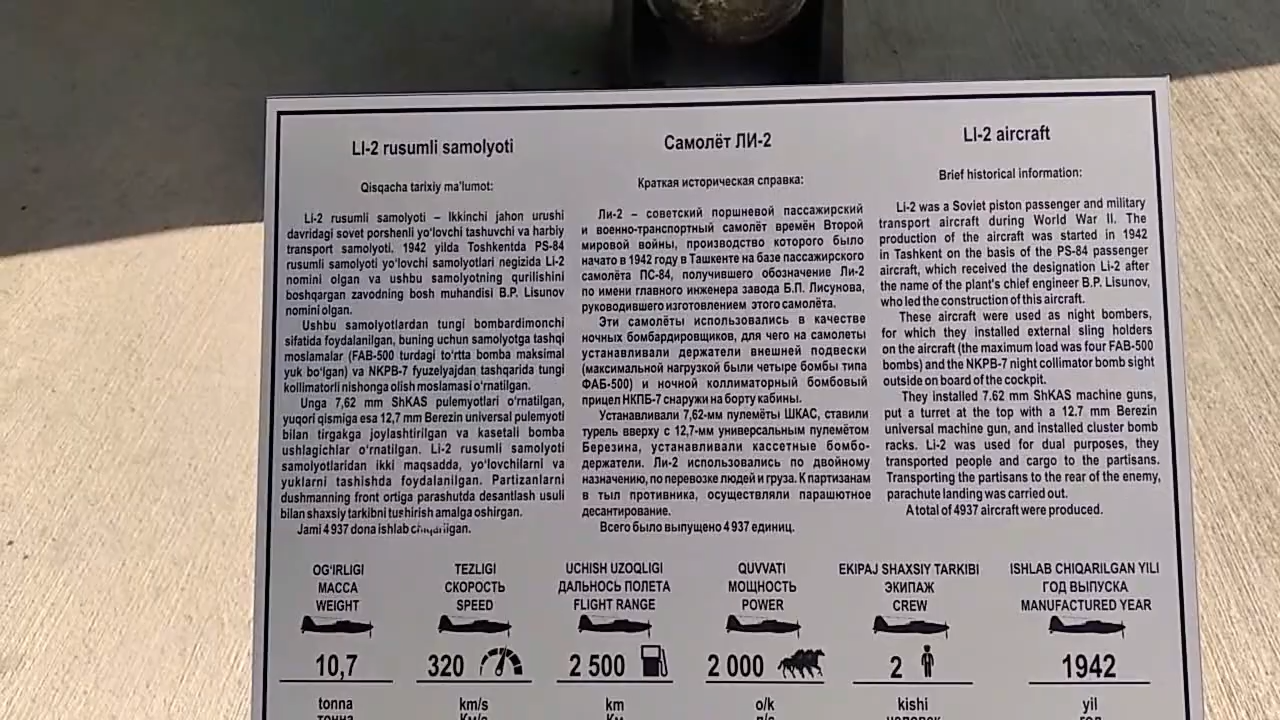 LI-2 rusumli samolyoti
Qisqacha tarixiy ma'lumot:
Li-2 rusumli samolyoti – Ikkinchi jahon urushi
davridagi sovet porshenli yo'lovchi tashuvchi va harbiy
transport samolyoti. 1942 yilda Toshkentda PS-84
rusumli samolyoti yo'lovchi samolyotlari negizida Li-2
nomini olgan va ushbu samolyotning qurilishini
boshqargan zavodning bosh muhandisi B.P. Lisunov
nomini olgan.
Ushbu samolyotlardan tungi bombardimonchi
sifatida foydalanilgan, buning uchun samolyotga tashqi
moslamalar (FAB-500 turdagi to'rtta bomba maksimal
yuk bo'lgan) va NKPB-7 fyuzelyajdan tashqarida tungi
kollimatorli nishonga olish moslamasi o'rnatilgan.
Unga 7,62 mm ShKAS pulemyotlari o'rnatilgan,
yuqori qismiga esa 12,7 mm Berezin universal pulemyoti
bilan tirgakga joylashtirilgan va kasetali bomba
ushlagichlar o'rnatilgan. Li-2 rusumli samolyoti
samolyotlaridan ikki maqsadda, yo'lovchilarni va
yuklarni tashishda foydalanilgan. Partizanlarni
dushmanning front ortiga parashutda desantlash usuli
bilan shaxsiy tarkibni tushirish amalga oshirgan.
Jami 4 937 dona ishlab
Самолёт ЛИ-2
Краткая историческая справка:
Ли-2 – советский поршневой пассажирский
и военно-транспортный самолёт времён Второй
мировой войны, производство которого было
начато в 1942 году в Ташкенте на базе пассажирского
самолёта ПС-84, получившего обозначение Ли-2
по имени главного инженера завода Б.П. Лисунова,
руководившего изготовлением этого самолёта.
Эти самолёты использовались в качестве
ночных бомбардировщиков, для чего на самолеты
устанавливали держатели внешней подвески
(максимальной нагрузкой были четыре бомбы типа
ФАБ-500) и ночной коллиматорный бомбовый
прицел НКПБ-7 снаружи на борту кабины.
Устанавливали 7,62-мм пулемёты ШКАС, ставили
турель вверху с 12,7-мм универсальным пулемётом
Березина, устанавливали кассетные бомбо-
держатели. Ли-2 использовались по двойному
назначению, по перевозке людей и груза. К партизанам
в тыл противника, осуществляли парашютное
десантирование.
Всего было выпущено 4 937 единиц.
LI-2 aircraft
Brief historical information:
Li-2 was a Soviet piston passenger and military
transport aircraft during World War II. The
production of the aircraft was started in 1942
in Tashkent on the basis of the PS-84 passenger
aircraft, which received the designation Li-2 after
the name of the plant's chief engineer B.P. Lisunov,
who led the construction of this aircraft.
These aircraft were used as night bombers,
for which they installed external sling holders
on the aircraft (the maximum load was four FAB-500
bombs) and the NKPB-7 night collimator bomb sight
outside on board of the cockpit.
They installed 7.62 mm ShKAS machine guns,
put a turret at the top with a 12.7 mm Berezin
universal machine gun, and installed cluster bomb
racks. Li-2 was used for dual purposes, they
transported people and cargo to the partisans.
Transporting the partisans to the rear of the enemy,
parachute landing was carried out.
A total of 4937 aircraft were produced.
OG'IRLIGI
МАССА
WEIGHT
10,7
tonna
тонна
TEZLIGI
СКОРОСТЬ
SPEED
320
km/s
Км/s
UCHISH UZOQLIGI
ДАЛЬНОСЬ ПОЛЕТА
FLIGHT RANGE
2 500
km
Км
QUVVATI
МОЩНОСТЬ
POWER
2 000
o/k
л/с
EKIPAJ SHAXSIY TARKIBI
ЭКИПАЖ
CREW
2
kishi
человек
ISHLAB CHIQARILGAN YILI
ГОД ВЫПУСКА
MANUFACTURED YEAR
1942
yil
год